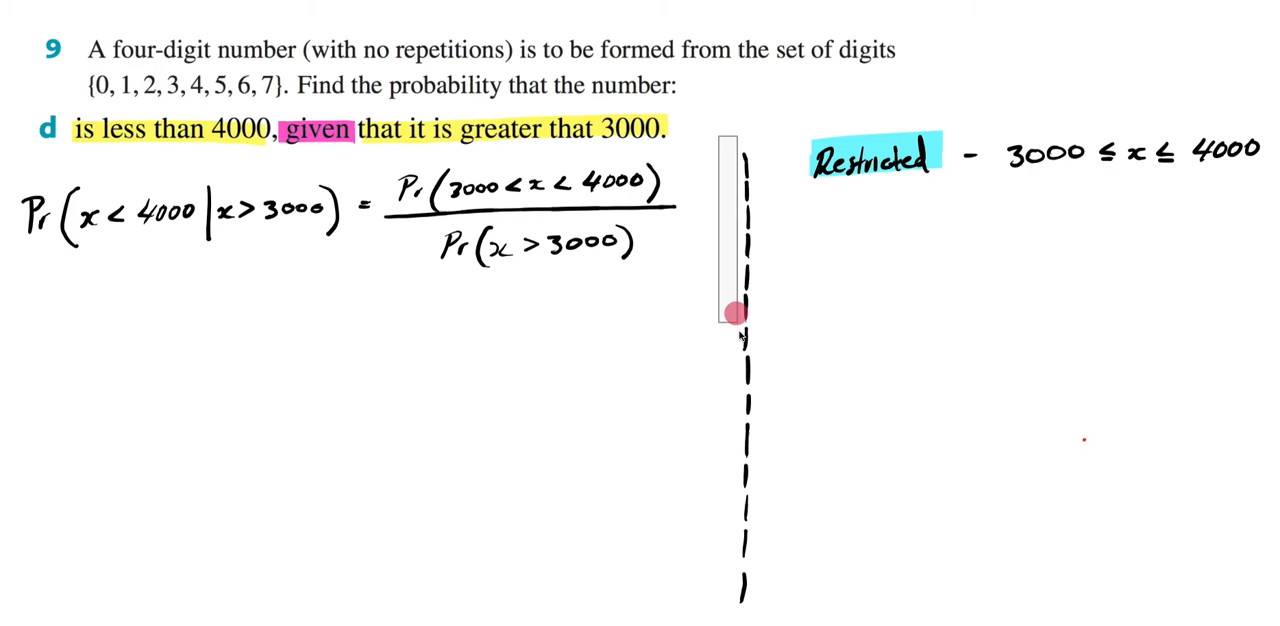 9 A four-digit number (with no repetitions) is to be formed from the set of digits
{0, 1, 2, 3, 4, 5, 6, 7}. Find the probability that the number:
d is less than 4000, given that it is greater that 3000.
Pr(x < 4000 | x > 3000) = Pr(3000 < x < 4000)
Pr(x > 3000)
Restricted - 3000 ≤ x ≤ 4000